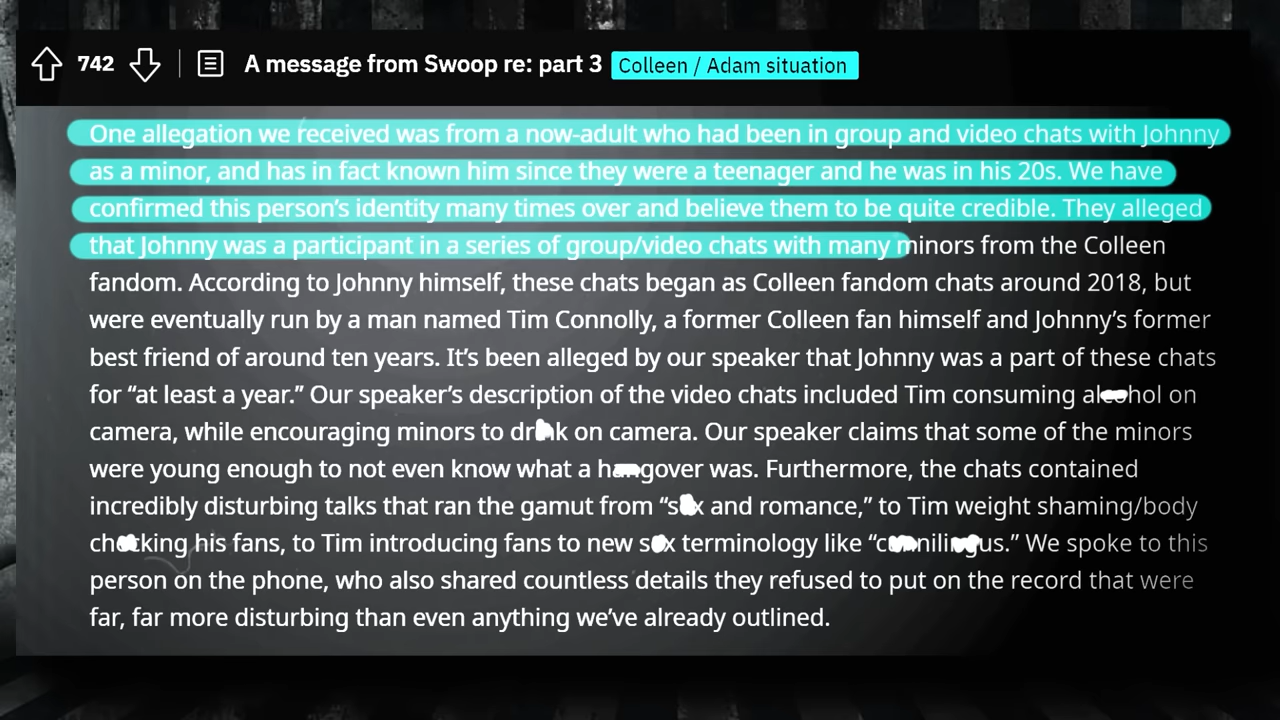 742 A message from Swoop re: part 3 Colleen / Adam situation
One allegation we received was from a now-adult who had been in group and video chats with Johnny
as a minor, and has in fact known him since they were a teenager and he was in his 20s. We have
confirmed this person's identity many times over and believe them to be quite credible. They alleged
that Johnny was a participant in a series of group/video chats with many minors from the Colleen
fandom. According to Johnny himself, these chats began as Colleen fandom chats around 2018, but
were eventually run by a man named Tim Connolly, a former Colleen fan himself and Johnny's former
best friend of around ten years. It's been alleged by our speaker that Johnny was a part of these chats
for “at least a year.” Our speaker's description of the video chats included Tim consuming alcohol on
camera, while encouraging minors to drink on camera. Our speaker claims that some of the minors
were young enough to not even know what a hangover was. Furthermore, the chats contained
incredibly disturbing talks that ran the gamut from “sex and romance,” to Tim weight shaming/body
checking his fans, to Tim introducing fans to new sex terminology like “cunnilingus.” We spoke to this
person on the phone, who also shared countless details they refused to put on the record that were
far, far more disturbing than even anything we've already outlined.